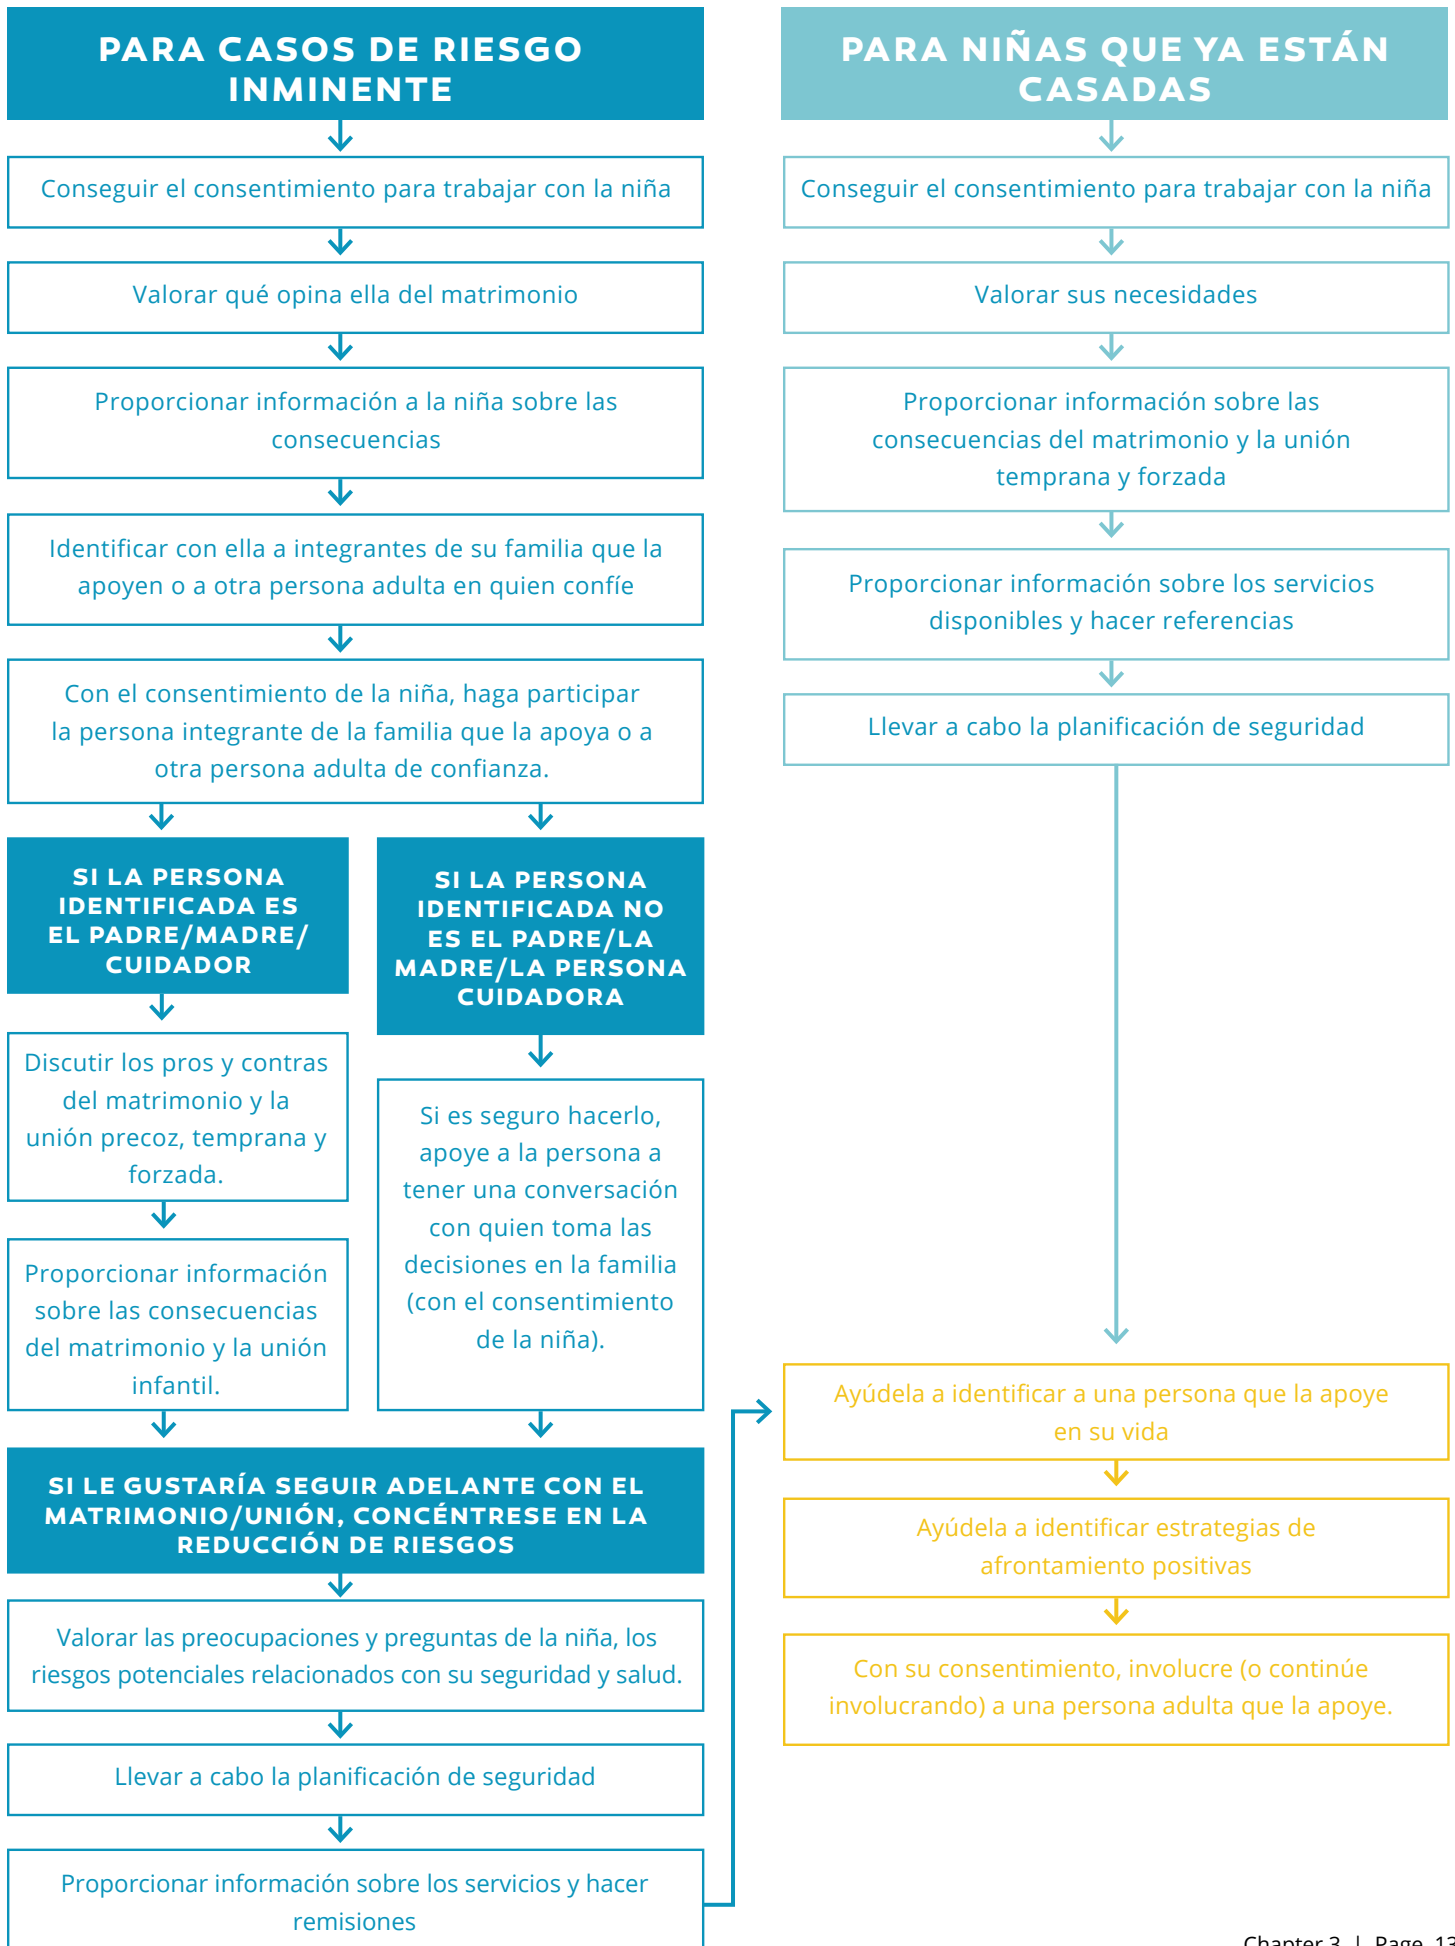 PARA CASOS DE RIESGO
INMINENTE
Conseguir el consentimiento para trabajar con la niña
Valorar qué opina ella del matrimonio
Proporcionar información a la niña sobre las
consecuencias
Identificar con ella a integrantes de su familia que la
apoyen o a otra persona adulta en quien confíe
Con el consentimiento de la niña, haga participar
la persona integrante de la familia que la apoya o a
otra persona adulta de confianza.
SI LA PERSONA
IDENTIFICADA ES
EL PADRE/MADRE/
CUIDADOR
Discutir los pros y contras
del matrimonio y la
unión precoz, temprana y
forzada.
Proporcionar información
sobre las consecuencias
del matrimonio y la unión
infantil.
SI LA PERSONA
IDENTIFICADA NO
ES EL PADRE/LA
MADRE/LA PERSONA
CUIDADORA
Si es seguro hacerlo,
apoye a la persona a
tener una conversación
con quien toma las
decisiones en la familia
(con el consentimiento
de la niña).
SI LE GUSTARÍA SEGUIR ADELANTE CON EL
MATRIMONIO/UNIÓN, CONCÉNTRESE EN LA
REDUCCIÓN DE RIESGOS
Valorar las preocupaciones y preguntas de la niña, los
riesgos potenciales relacionados con su seguridad y salud.
Llevar a cabo la planificación de seguridad
Proporcionar información sobre los servicios y hacer
remisiones
PARA NIÑAS QUE YA ESTÁN
CASADAS
Conseguir el consentimiento para trabajar con la niña
Valorar sus necesidades
Proporcionar información sobre las
consecuencias del matrimonio y la unión
temprana y forzada
Proporcionar información sobre los servicios
disponibles y hacer referencias
Llevar a cabo la planificación de seguridad
Ayúdela a identificar a una persona que la apoye
en su vida
Ayúdela a identificar estrategias de
afrontamiento positivas
Con su consentimiento, involucre (o continúe
involucrando) a una persona adulta que la apoye.
Chapter 3 | Page 13